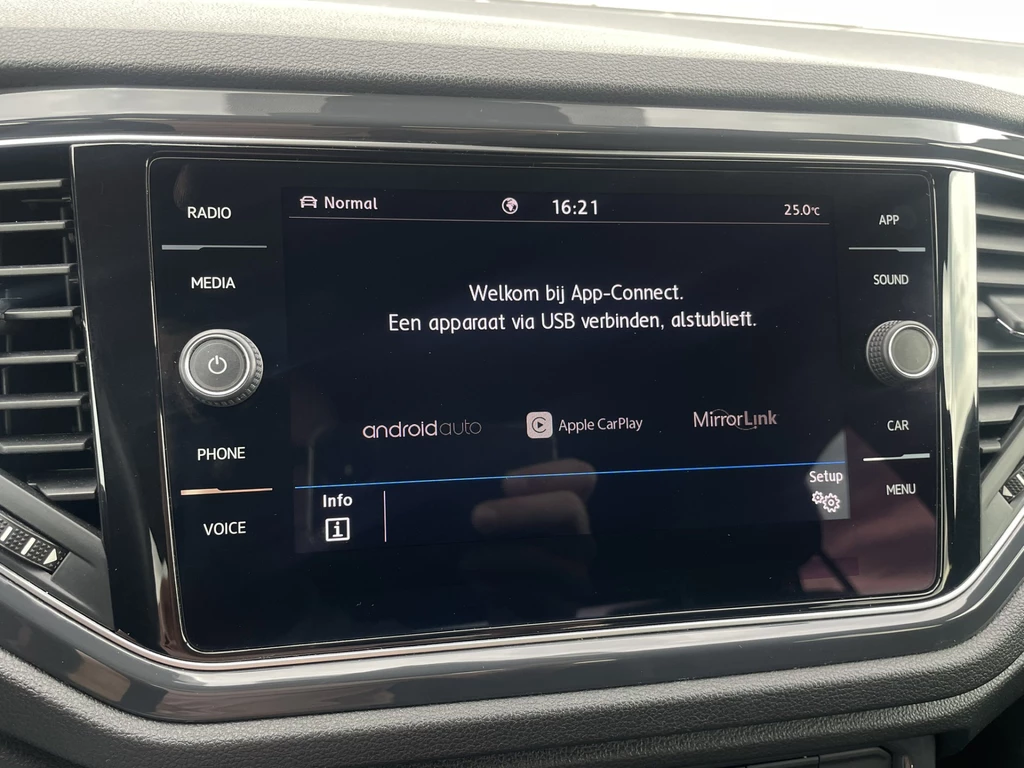 RADIO
MEDIA
PHONE
VOICE
Normal 16:21 25.0°C
Welkom bij App-Connect.
Een apparaat via USB verbinden, alstublieft.
androidauto Apple CarPlay MirrorLink
Info
Setup
APP
SOUND
CAR
MENU